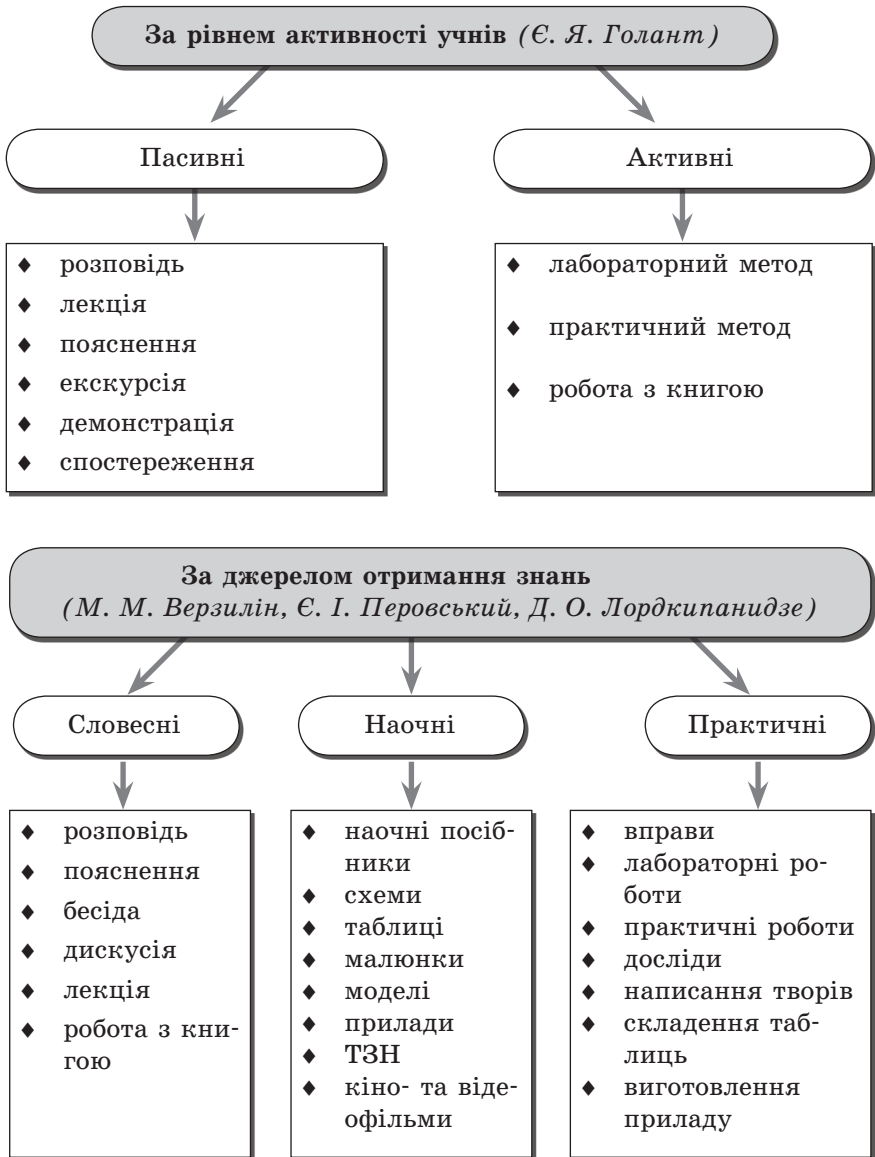 За рівнем активності учнів (Є. Я. Голант)
Пасивні
Активні
♦ розповідь
♦ лекція
♦ пояснення
♦ екскурсія
♦ демонстрація
♦ спостереження
♦ лабораторний метод
♦ практичний метод
♦ робота з книгою
За джерелом отримання знань
(М. М. Верзилін, Є. І. Перовський, Д. О. Лордкипанидзе)
Словесні
Наочні
Практичні
♦ розповідь
♦ пояснення
♦ бесіда
♦ дискусія
♦ лекція
♦ робота з кни-
гою
♦ наочні посіб-
ники
♦ схеми
♦ таблиці
♦ малюнки
♦ моделі
♦ прилади
♦ ТЗН
♦ кіно- та віде-
офільми
♦ вправи
♦ лабораторні ро-
боти
♦ практичні роботи
♦ досліди
♦ написання творів
♦ складення таб-
лиць
♦ виготовлення
приладу